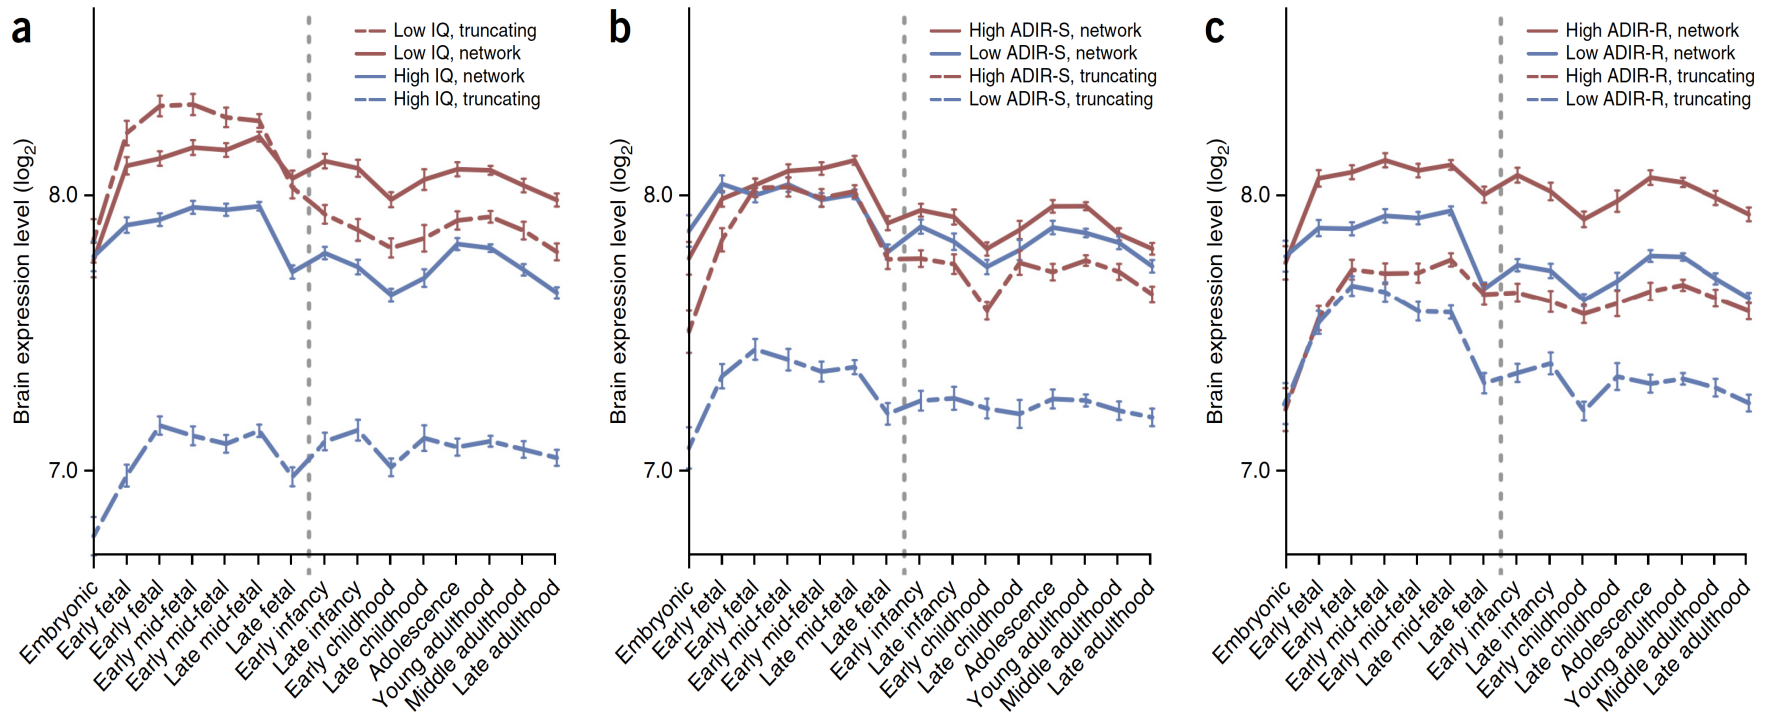 a
Low IQ, truncating
Low IQ, network
High IQ, network
High IQ, truncating
Brain expression level (log2)
8.0
7.0
Embryonic
Early fetal
Early fetal
Early mid-fetal
Early mid-fetal
Late mid-fetal
Late fetal
Early infancy
Late infancy
Early childhood
Late childhood
Adolescence
Young adulthood
Middle adulthood
Late adulthood
b
High ADIR-S, network
Low ADIR-S, network
High ADIR-S, truncating
Low ADIR-S, truncating
Brain expression level (log2)
8.0
7.0
Embryonic
Early fetal
Early fetal
Early mid-fetal
Early mid-fetal
Late mid-fetal
Late fetal
Early infancy
Late infancy
Early childhood
Late childhood
Adolescence
Young adulthood
Middle adulthood
Late adulthood
c
High ADIR-R, network
Low ADIR-R, network
High ADIR-R, truncating
Low ADIR-R, truncating
Brain expression level (log2)
8.0
7.0
Embryonic
Early fetal
Early fetal
Early mid-fetal
Early mid-fetal
Late mid-fetal
Late fetal
Early infancy
Late infancy
Early childhood
Late childhood
Adolescence
Young adulthood
Middle adulthood
Late adulthood